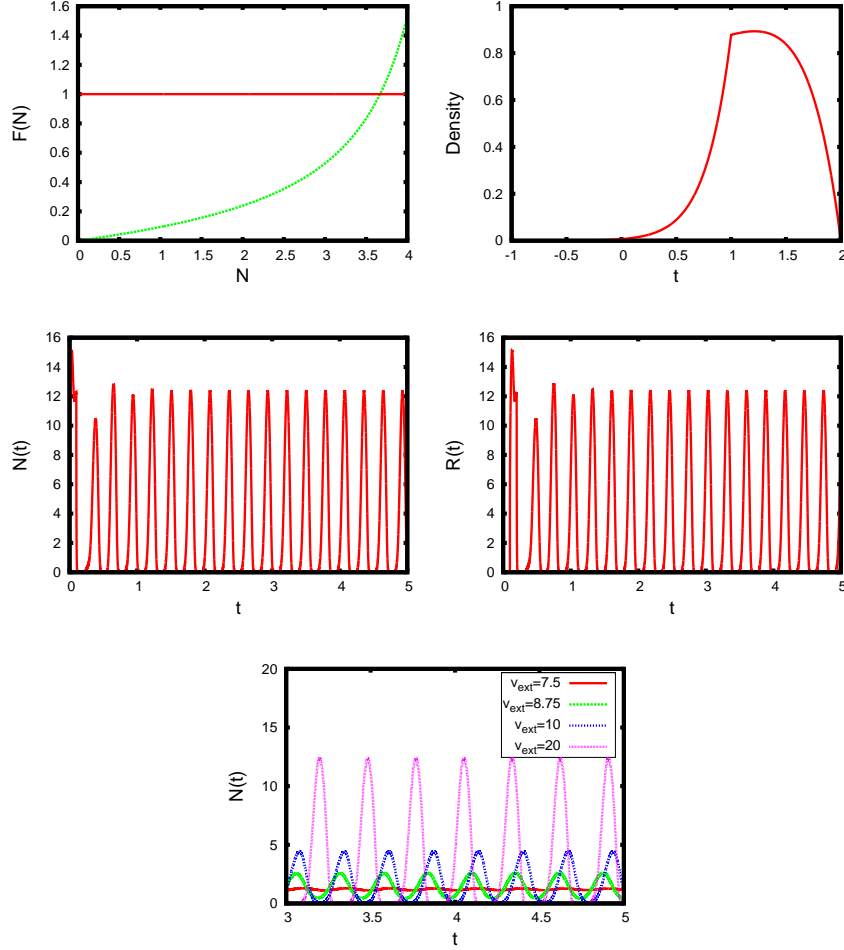 1.6
1.4
1.2
1
0.8
0.6
0.4
0.2
0
F(N)
0 0.5 1 1.5 2 2.5 3 3.5 4
N
1
0.8
0.6
0.4
0.2
0
Density
-1 -0.5 0 0.5 1 1.5 2
t
16
14
12
10
8
6
4
2
0
N(t)
0 1 2 3 4 5
t
16
14
12
10
8
6
4
2
0
R(t)
0 1 2 3 4 5
t
20
15
10
5
0
N(t)
v_ext=7.5
v_ext=8.75
v_ext=10
v_ext=20
3 3.5 4 4.5 5
t